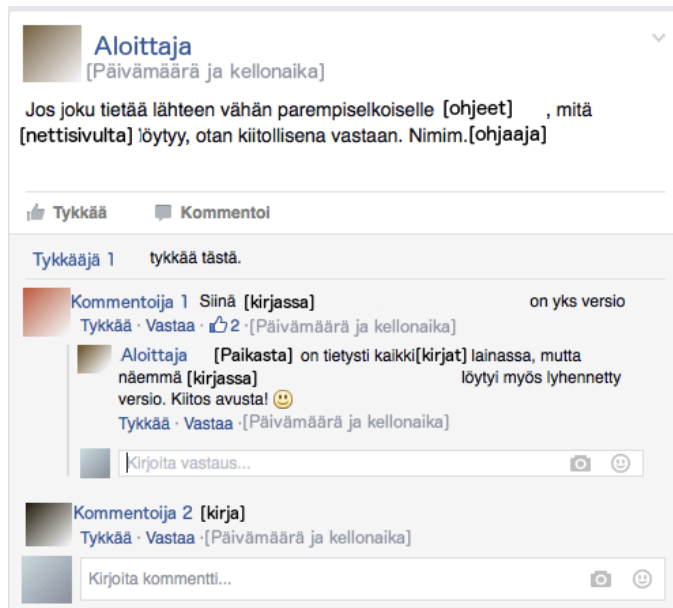 Aloittaja
[Päivämäärä ja kellonaika]
Jos joku tietää lähteen vähän parempiselkoiselle [ohjeet] , mitä
[nettisivulta] löytyy, otan kiitollisena vastaan. Nimim.[ohjaaja]
Tykkää Kommentoi
Tykkääjä 1 tykkää tästä.
Kommentoija 1 Siinä [kirjassa] on yks versio
Tykkää · Vastaa · 2 ·[Päivämäärä ja kellonaika]
Aloittaja [Paikasta] on tietysti kaikki[kirjat] lainassa, mutta
näemmä [kirjassa] löytyi myös lyhennetty
versio. Kiitos avusta! 🙂
Tykkää · Vastaa ·[Päivämäärä ja kellonaika]
Kirjoita vastaus...
Kommentoija 2 [kirja]
Tykkää · Vastaa ·[Päivämäärä ja kellonaika]
Kirjoita kommentti...